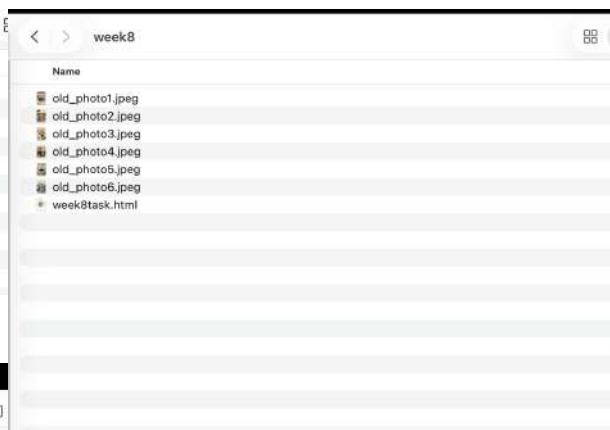 week8
Name
old_photo1.jpeg
old_photo2.jpeg
old_photo3.jpeg
old_photo4.jpeg
old_photo5.jpeg
old_photo6.jpeg
week8task.html